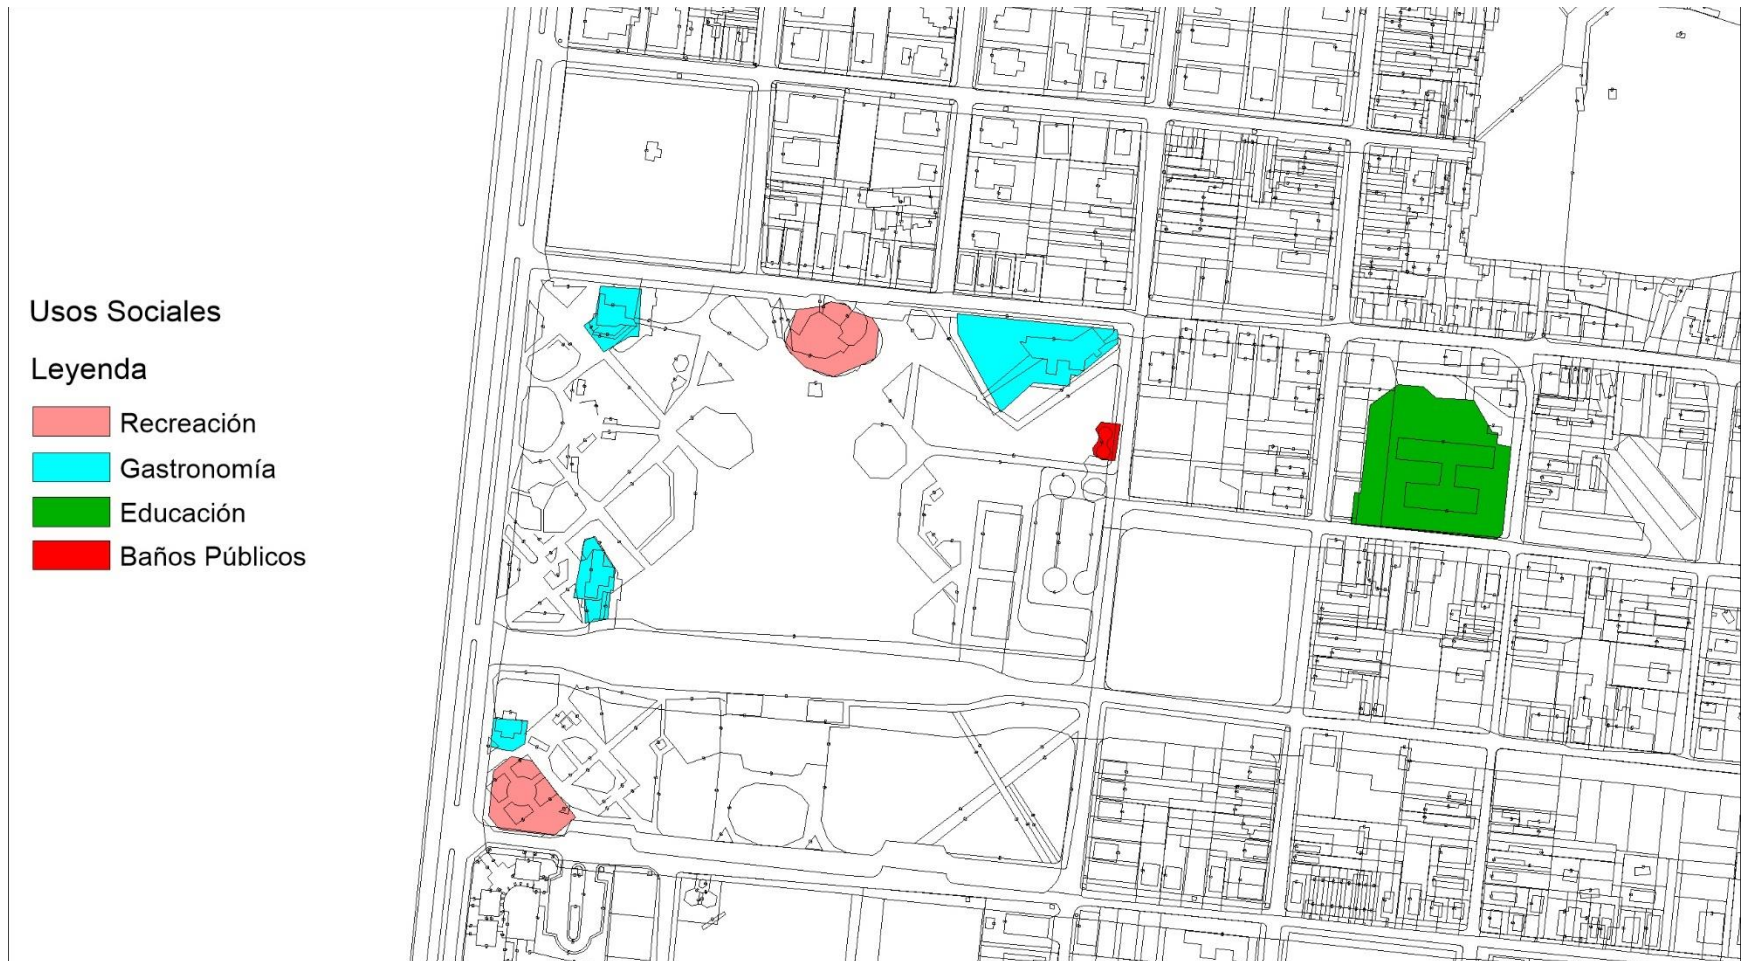 Usos Sociales
Leyenda
Recreación
Gastronomía
Educación
Baños Públicos